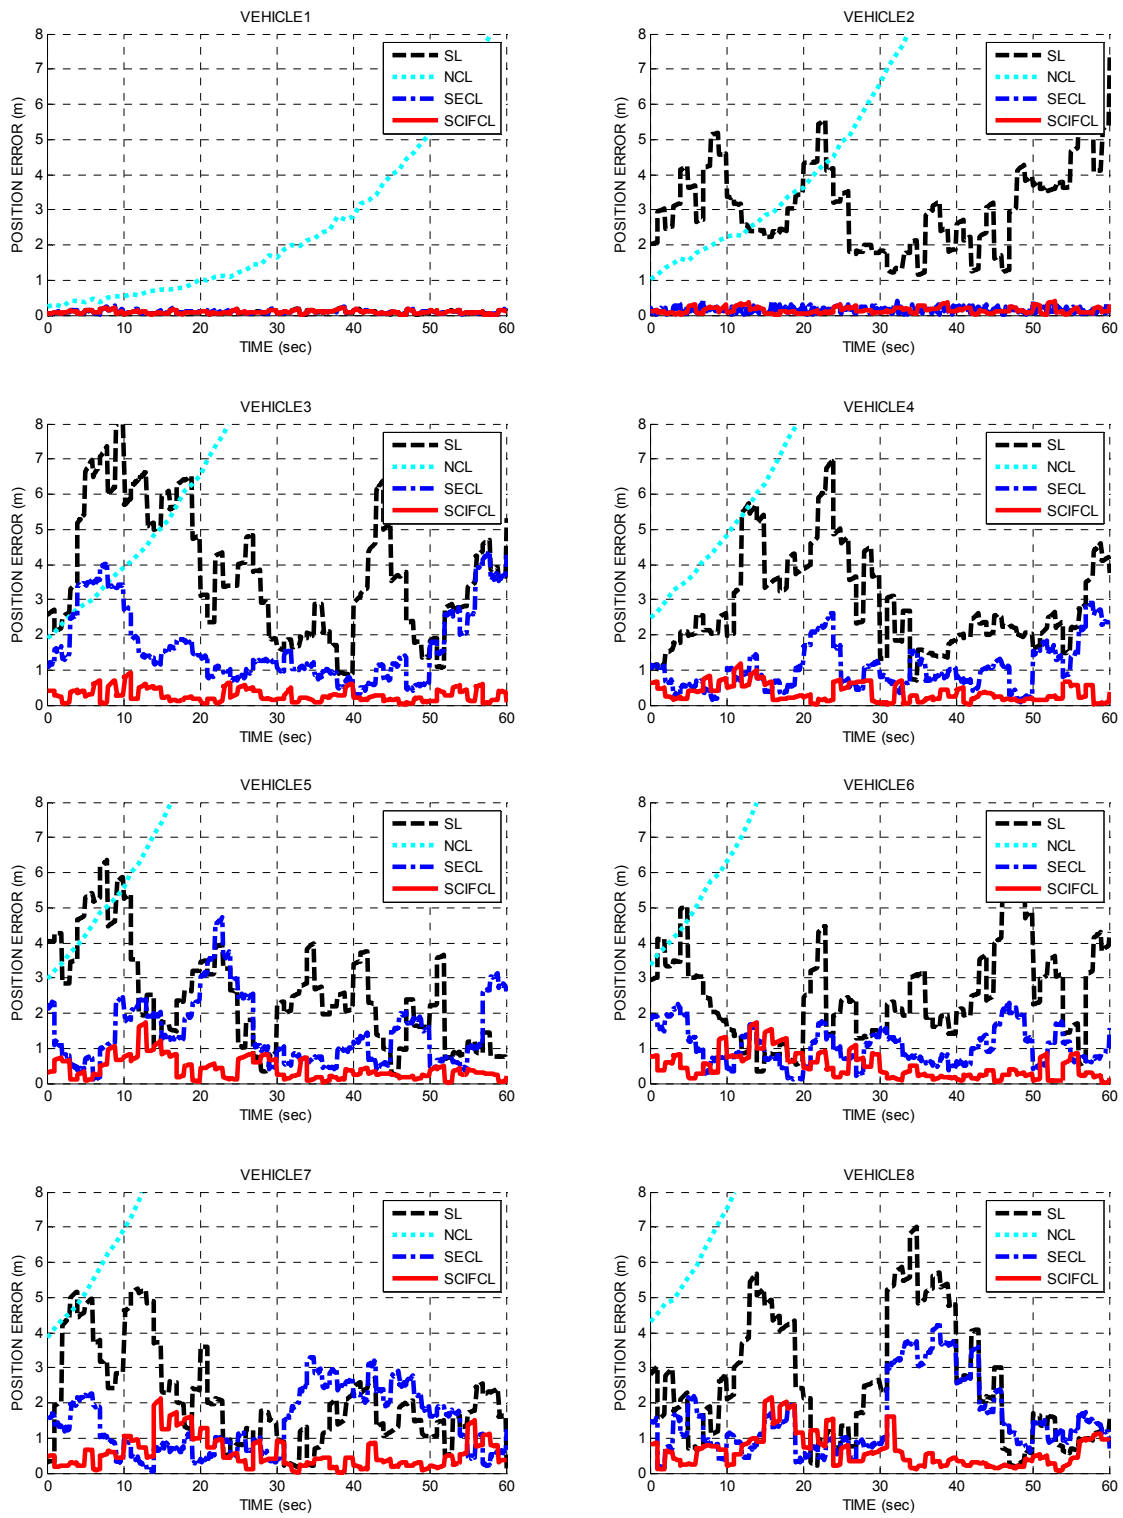 VEHICLE1
8
7
6
5
4
3
2
1
0
POSITION ERROR (m)
SL
NCL
SECL
SCIFCL
0 10 20 30 40 50 60
TIME (sec)
VEHICLE2
8
7
6
5
4
3
2
1
0
POSITION ERROR (m)
SL
NCL
SECL
SCIFCL
0 10 20 30 40 50 60
TIME (sec)
VEHICLE3
8
7
6
5
4
3
2
1
0
POSITION ERROR (m)
SL
NCL
SECL
SCIFCL
0 10 20 30 40 50 60
TIME (sec)
VEHICLE4
8
7
6
5
4
3
2
1
0
POSITION ERROR (m)
SL
NCL
SECL
SCIFCL
0 10 20 30 40 50 60
TIME (sec)
VEHICLE5
8
7
6
5
4
3
2
1
0
POSITION ERROR (m)
SL
NCL
SECL
SCIFCL
0 10 20 30 40 50 60
TIME (sec)
VEHICLE6
8
7
6
5
4
3
2
1
0
POSITION ERROR (m)
SL
NCL
SECL
SCIFCL
0 10 20 30 40 50 60
TIME (sec)
VEHICLE7
8
7
6
5
4
3
2
1
0
POSITION ERROR (m)
SL
NCL
SECL
SCIFCL
0 10 20 30 40 50 60
TIME (sec)
VEHICLE8
8
7
6
5
4
3
2
1
0
POSITION ERROR (m)
SL
NCL
SECL
SCIFCL
0 10 20 30 40 50 60
TIME (sec)